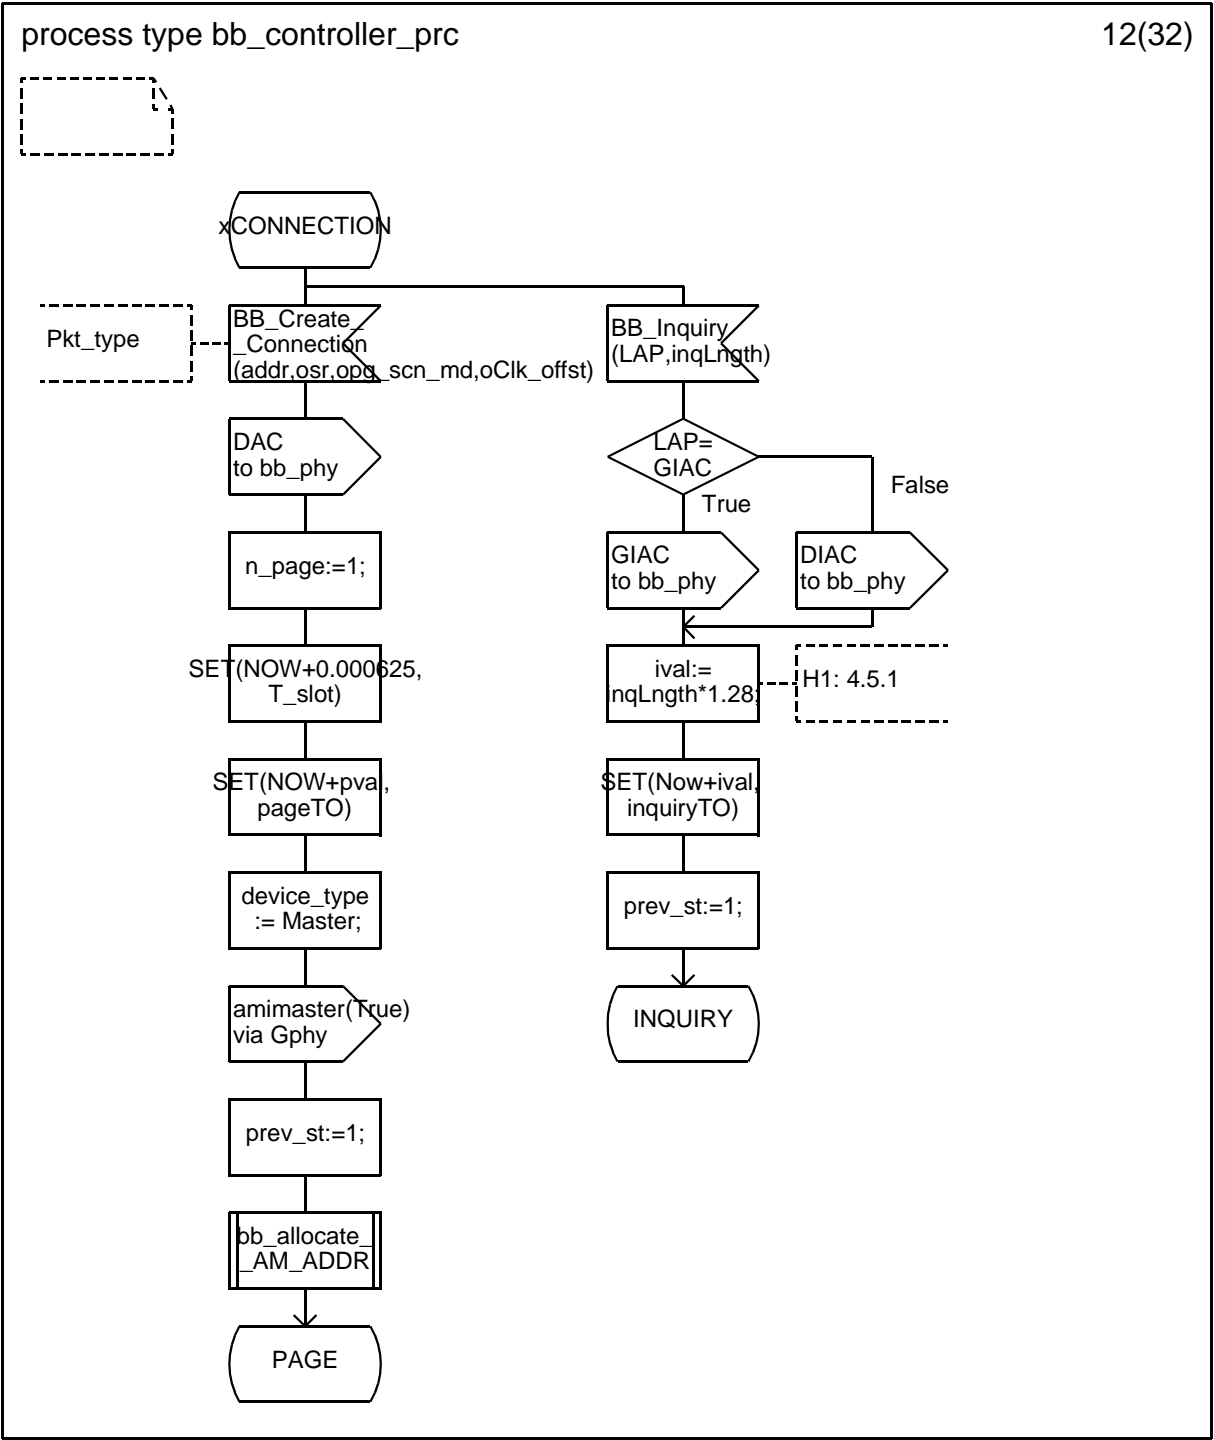 process type bb_controller_prc
12(32)
xCONNECTION
Pkt_type
BB_Create_
_Connection
(addr,osr,opg_scn_md,oClk_offst)
DAC
to bb_phy
n_page:=1;
SET(NOW+0.000625,
T_slot)
SET(NOW+pval,
pageTO)
device_type
:= Master;
amimaster(True)
via Gphy
prev_st:=1;
bb_allocate_
_AM_ADDR
PAGE
BB_Inquiry
(LAP,inqLngth)
LAP=
GIAC
False
True
GIAC
to bb_phy
DIAC
to bb_phy
ival:=
inqLngth*1.28;
H1: 4.5.1
SET(Now+ival,
inquiryTO)
prev_st:=1;
INQUIRY